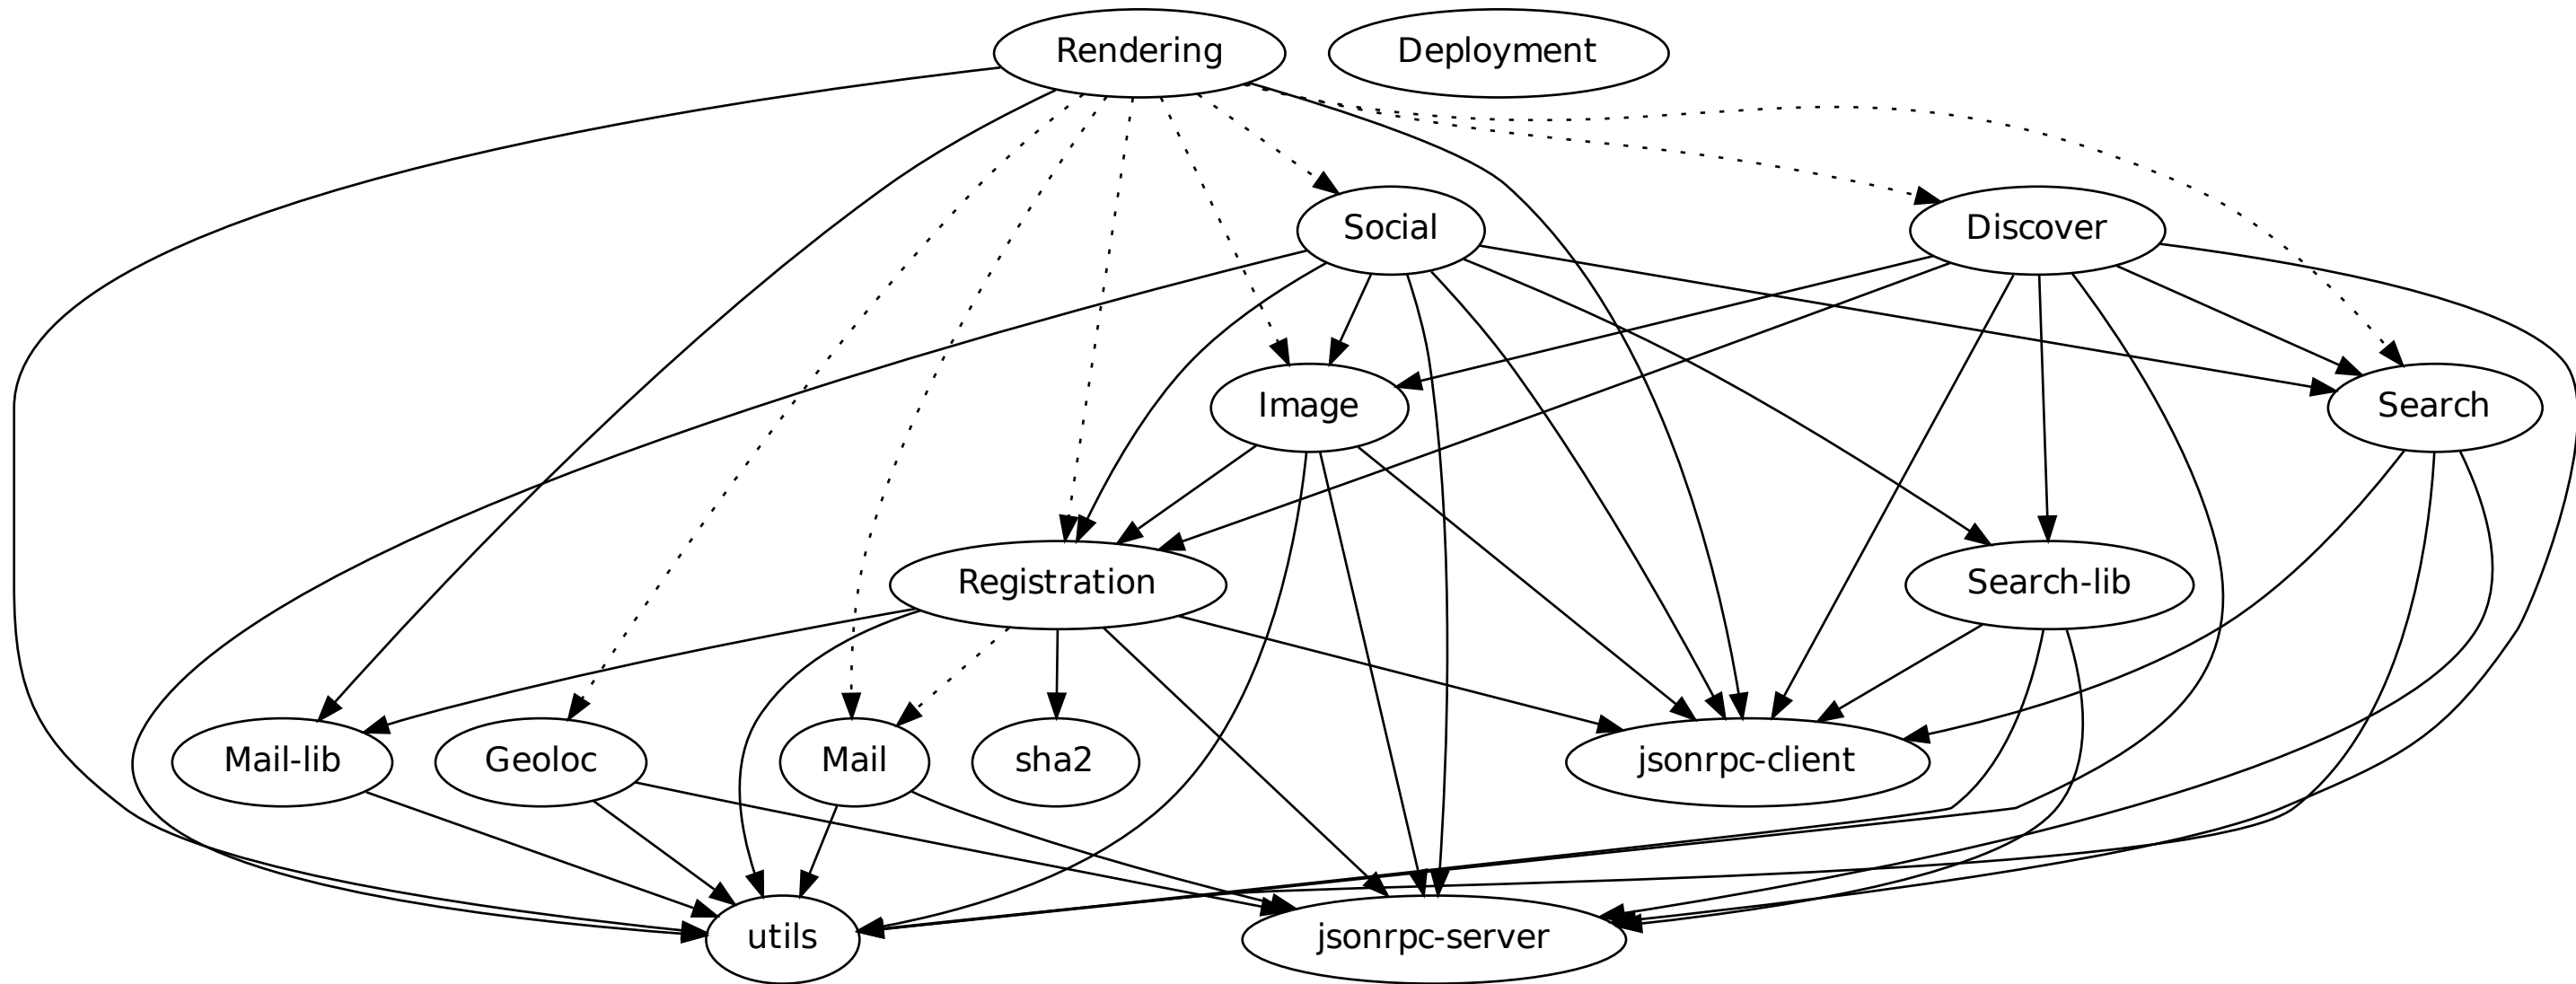 Rendering
Deployment
Social
Discover
Image
Search
Registration
Search-lib
Mail-lib
Geoloc
Mail
sha2
jsonrpc-client
utils
jsonrpc-server